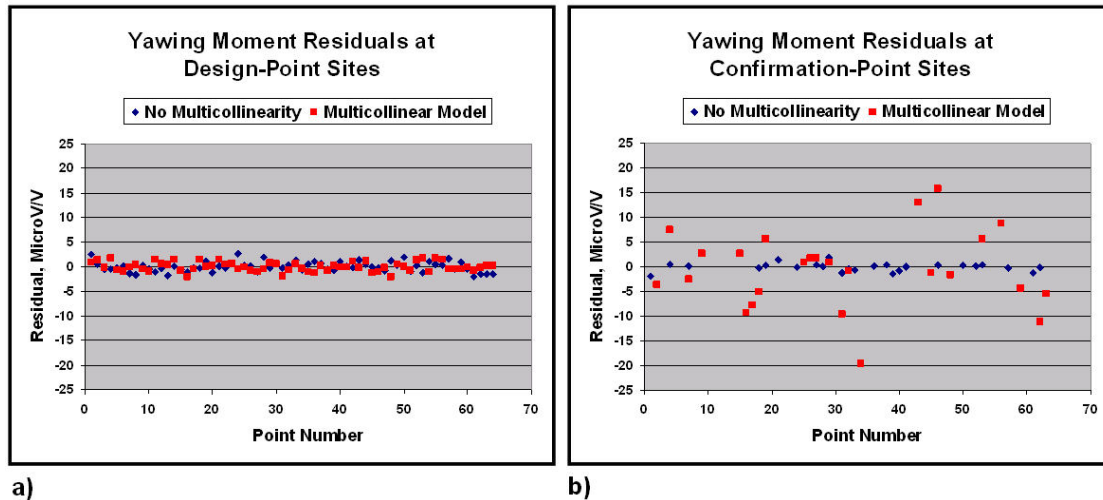 Yawing Moment Residuals at
Design-Point Sites
No Multicollinearity Multicollinear Model
25
20
15
10
5
0
-5
-10
-15
-20
-25
Residual, MicroV/V
0 10 20 30 40 50 60 70
Point Number
a)
Yawing Moment Residuals at
Confirmation-Point Sites
No Multicollinearity Multicollinear Model
25
20
15
10
5
0
-5
-10
-15
-20
-25
Residual, MicroV/V
0 10 20 30 40 50 60 70
Point Number
b)